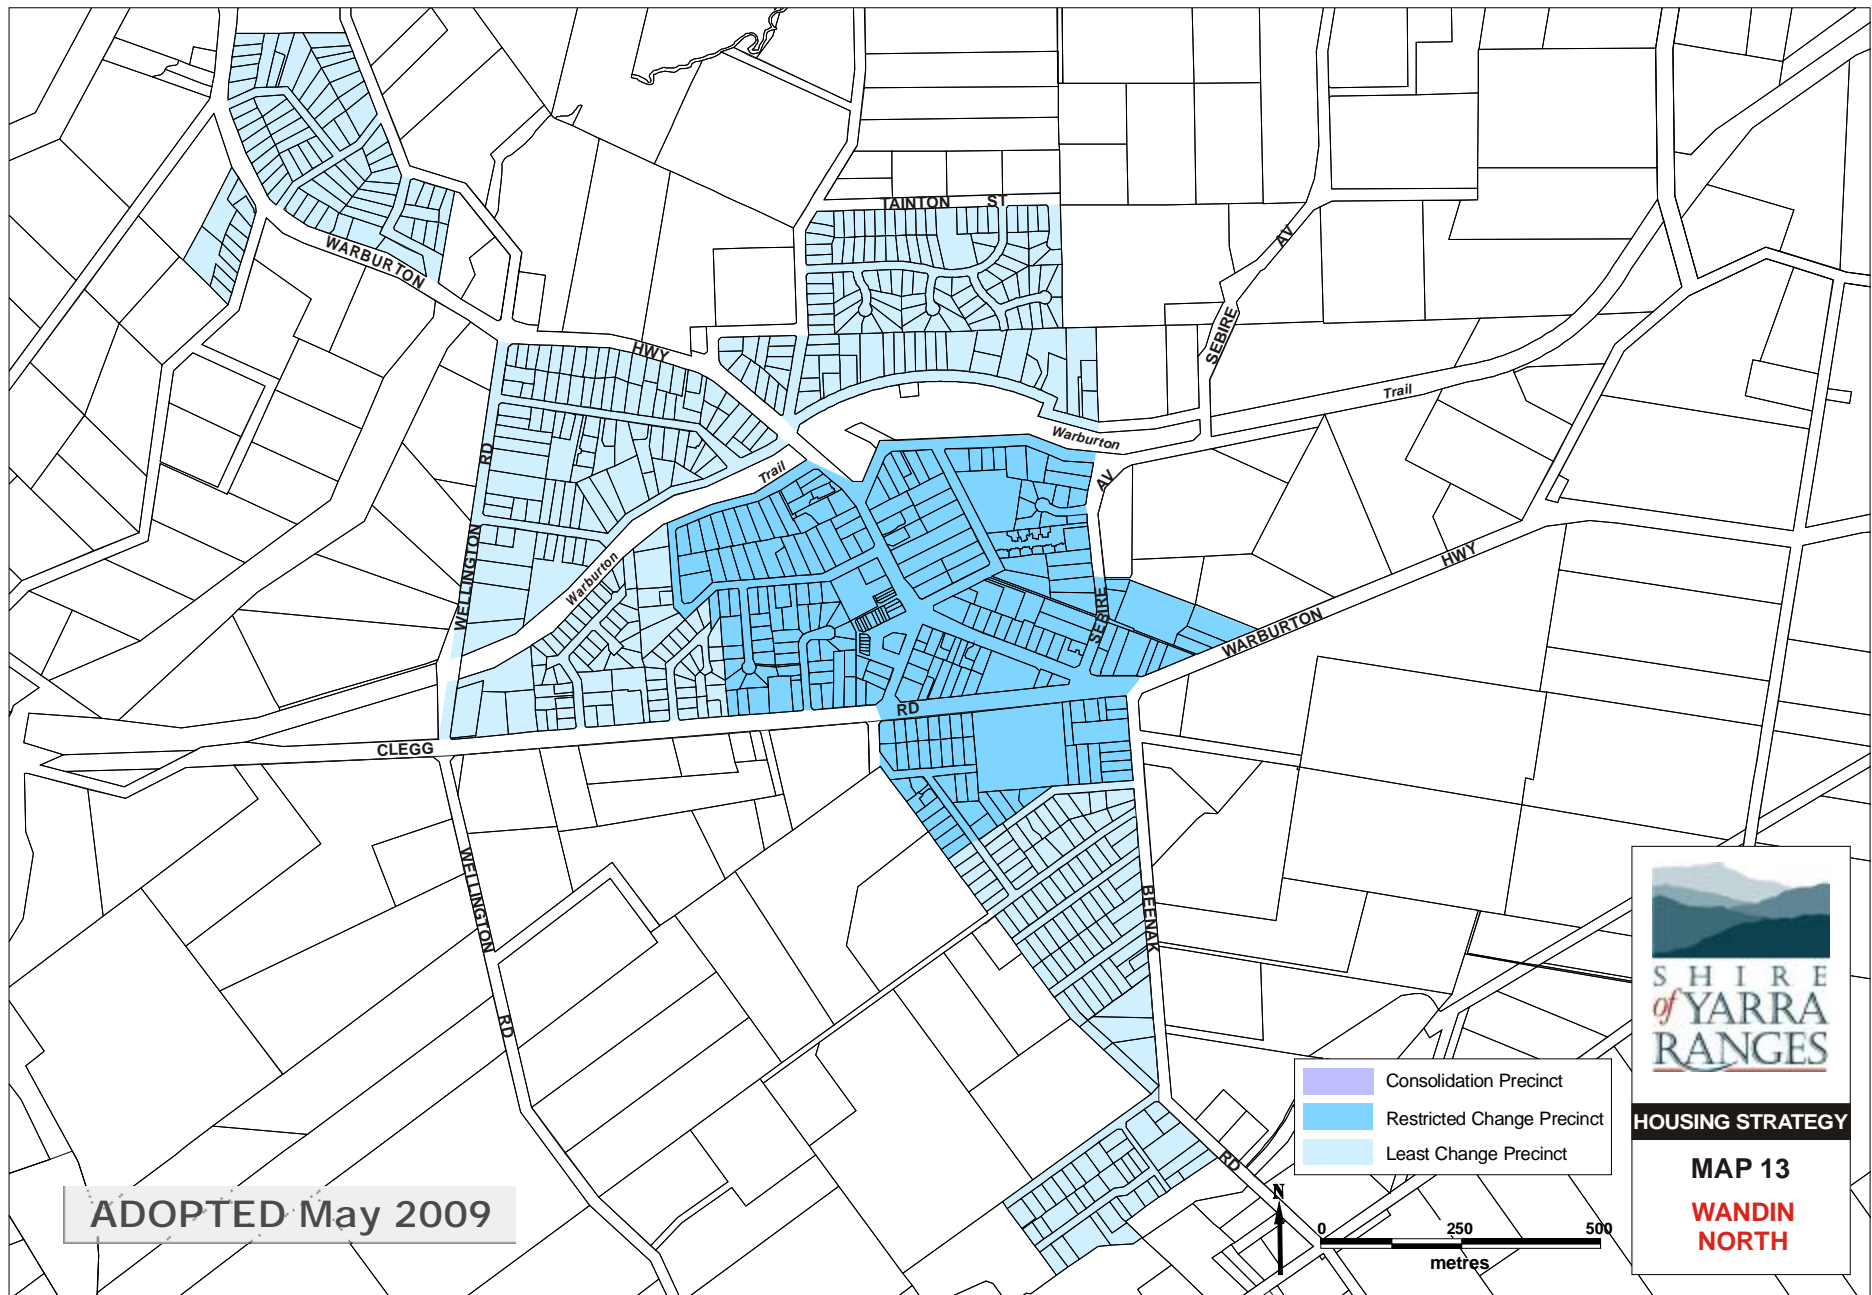 TAINTON ST
WARBURTON
HWY
AV
SEBIRE
Trail
Warburton
Trail
AV
RD
WELLINGTON
Warburton
HWY
SEBIRE
WARBURTON
RD
CLEGG
WELLINGTON
BEENAK
RD
RD
SHIRE
of YARRA
RANGES
HOUSING STRATEGY
MAP 13
WANDIN
NORTH
Consolidation Precinct
Restricted Change Precinct
Least Change Precinct
N
0 250 500
metres
ADOPTED May 2009